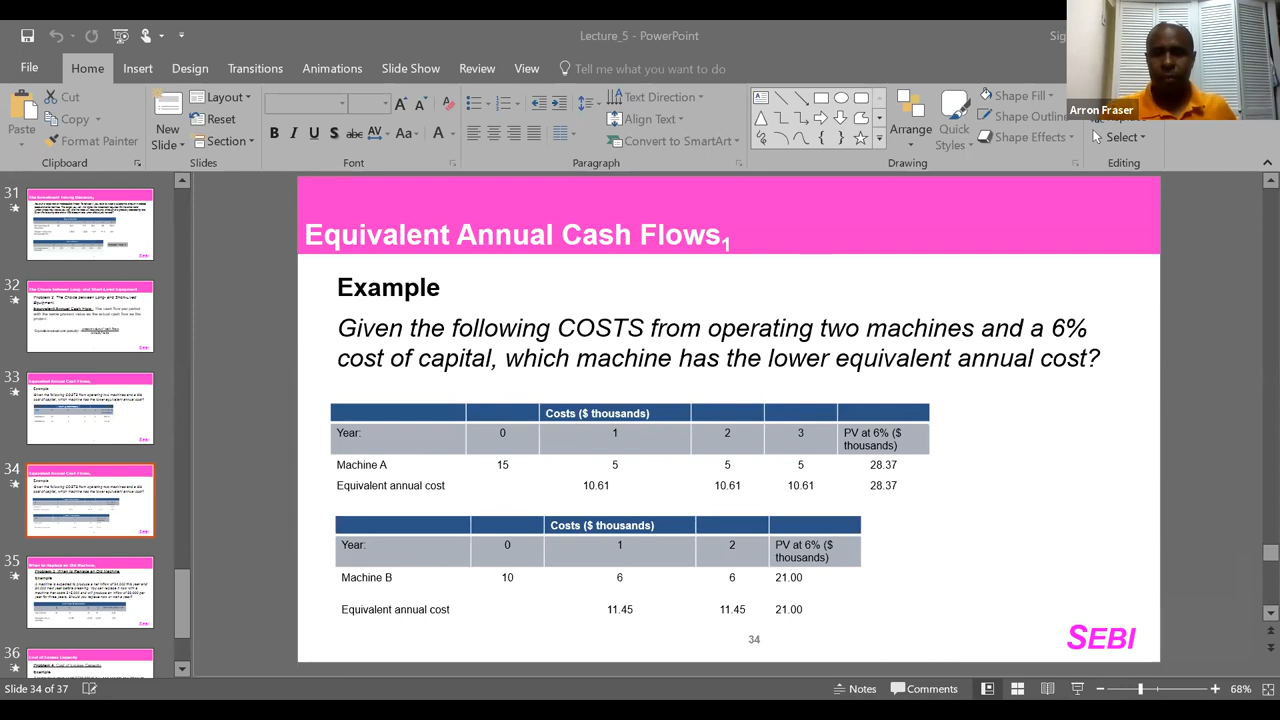 Lecture_5 - PowerPoint
Sig
File
Home
Insert
Design
Transitions
Animations
Slide Sh
Review
View
Tell me what you want to do
Arron Fraser
Paste
Cut
Copy
Format Painter
Clipboard
New
Slide
Layout
Reset
Section
Slides
B I U S abc AV Aa A
Font
Text Direction
Align Text
Convert to SmartArt
Paragraph
Arrange
Quick
Styles
Shape Fill
Shape Outline
Shape Effects
Drawing
Select
Editing
31
32
33
34
35
36
Equivalent Annual Cash Flows1
Example
Given the following COSTS from operating two machines and a 6%
cost of capital, which machine has the lower equivalent annual cost?
Costs ($ thousands)
Year: 0 1 2 3 PV at 6% ($
thousands)
Machine A 15 5 5 5 28.37
Equivalent annual cost 10.61 10.61 10.61 28.37
Costs ($ thousands)
Year: 0 1 2 PV at 6% ($
thousands)
Machine B 10 6 6 21.00
Equivalent annual cost 11.45 11.45 21.00
34
SEBI
Slide 34 of 37
Notes
Comments
68%